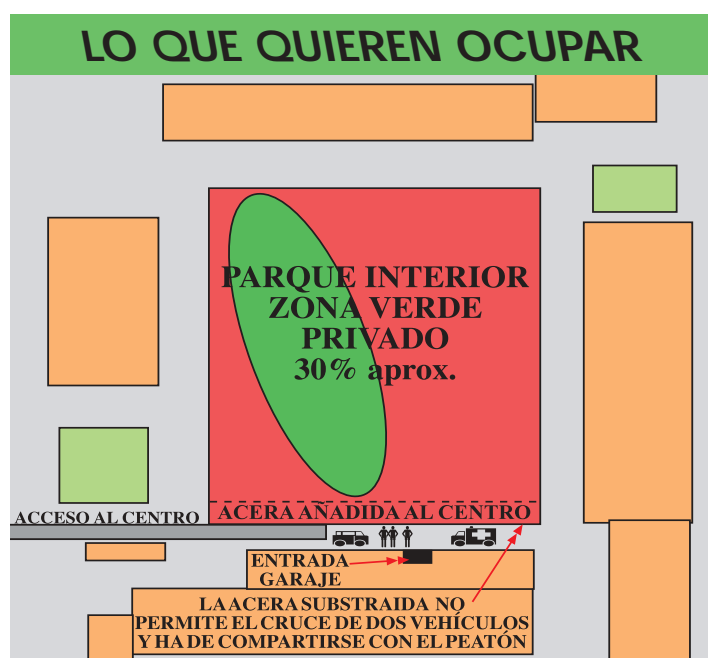 LO QUE QUIEREN OCUPAR
PARQUE INTERIOR
ZONA VERDE
PRIVADO
30% aprox.
ACERA AÑADIDA AL CENTRO
ACCESO AL CENTRO
ENTRADA
GARAJE
LA ACERA SUBSTRAIDA NO
PERMITE EL CRUCE DE DOS VEHÍCULOS
Y HA DE COMPARTIRSE CON EL PEATÓN